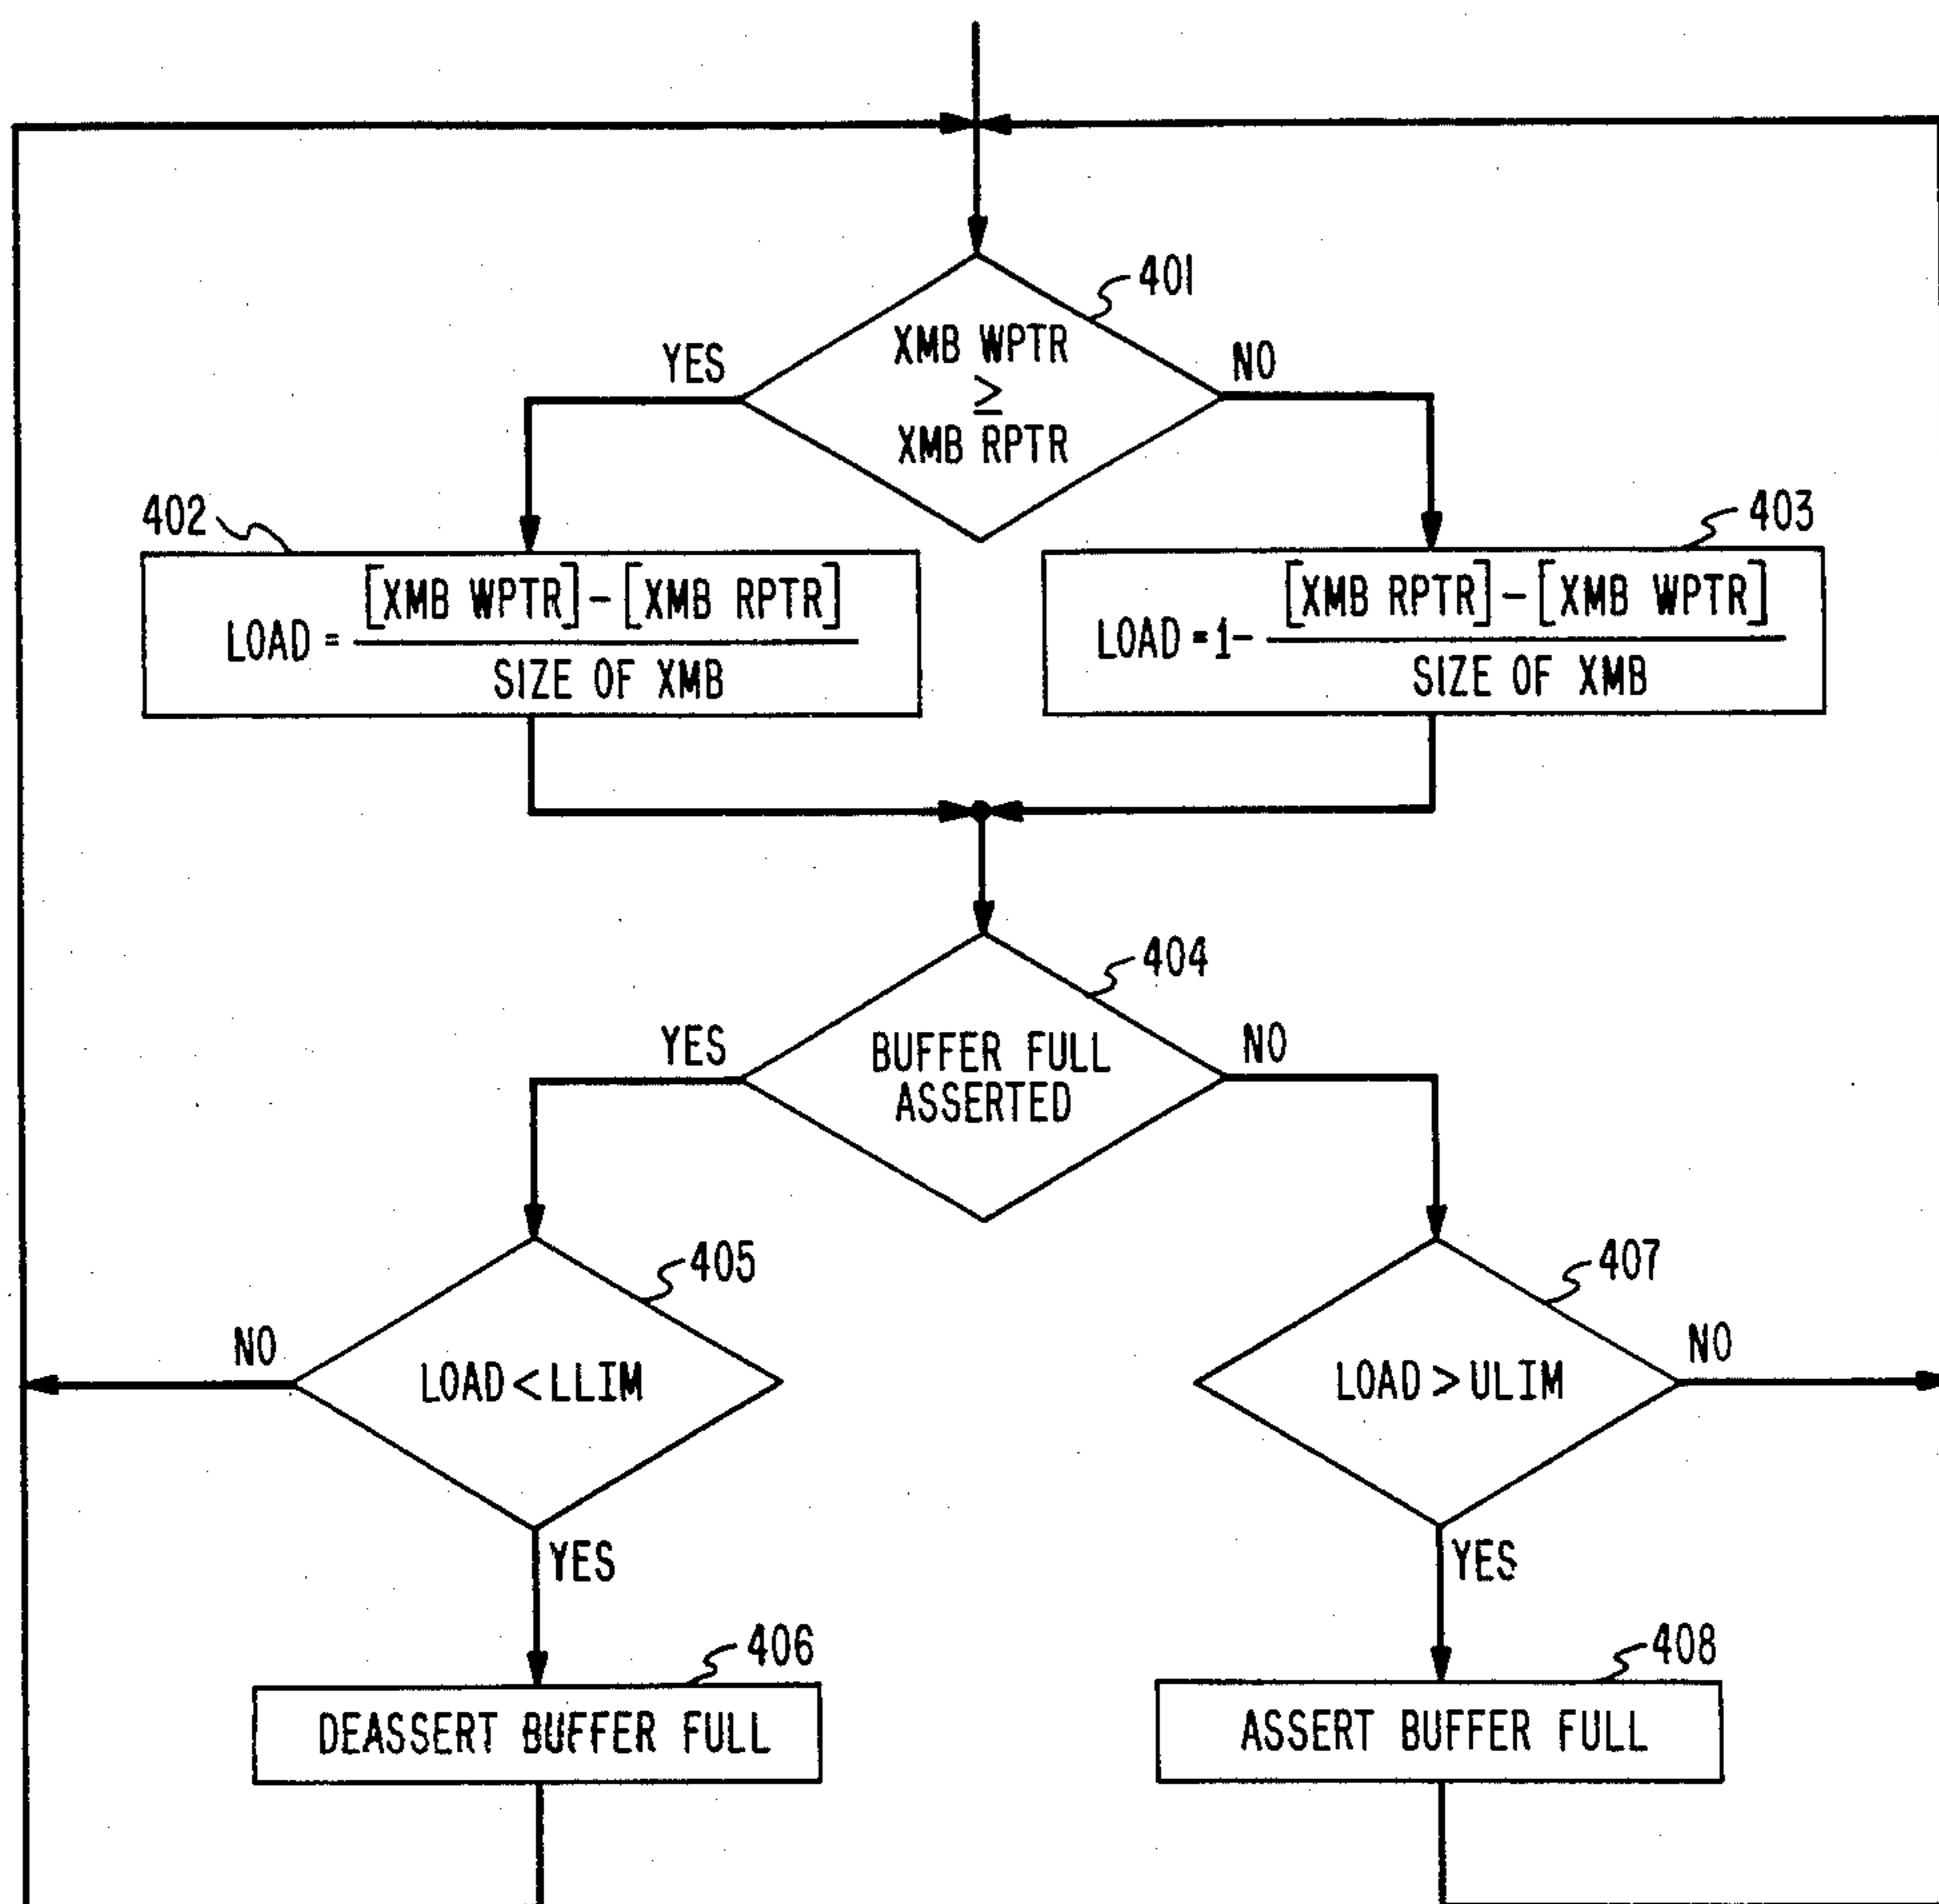 401
XMB WPTR
≥
XMB RPTR
YES
NO
402
LOAD = [XMB WPTR] - [XMB RPTR]
SIZE OF XMB
403
LOAD = 1 - [XMB RPTR] - [XMB WPTR]
SIZE OF XMB
404
BUFFER FULL
ASSERTED
YES
NO
405
LOAD < LLIM
NO
YES
407
LOAD > ULIM
NO
YES
406
DEASSERT BUFFER FULL
408
ASSERT BUFFER FULL